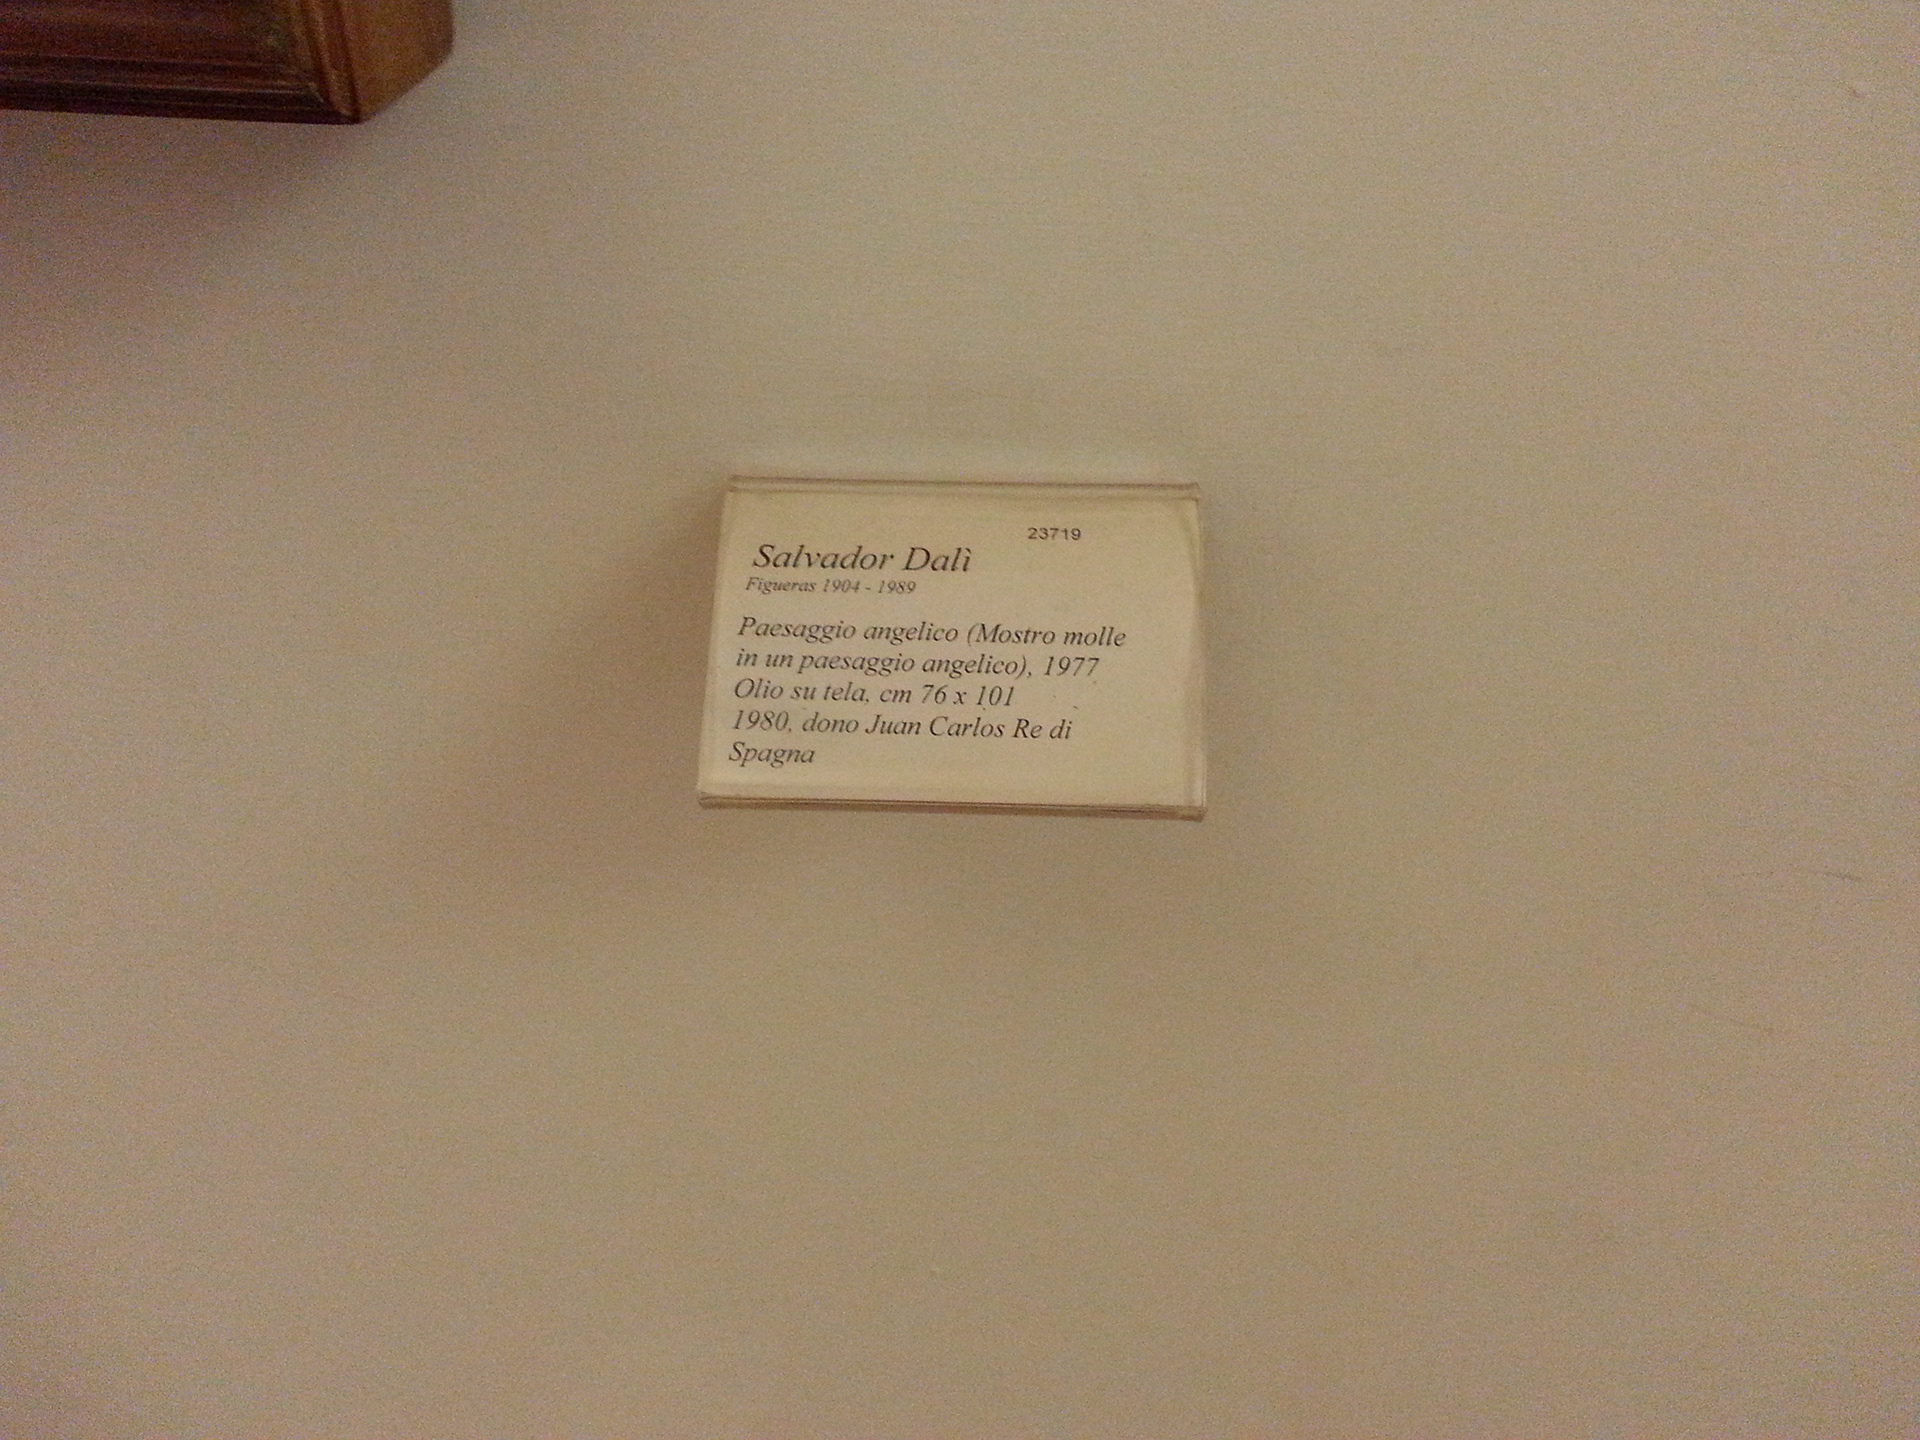 23719
Salvador Dalì
Figueras 1904 - 1989
Paesaggio angelico (Mostro molle
in un paesaggio angelico), 1977
Olio su tela, cm 76 x 101
1980, dono Juan Carlos Re di
Spagna